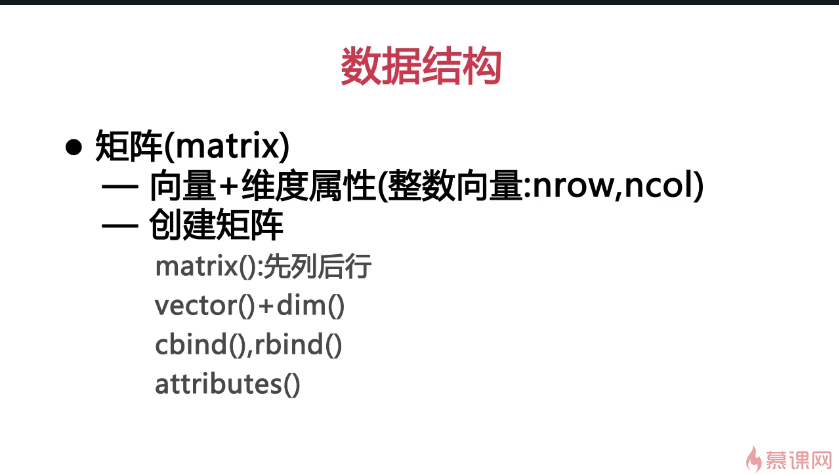 数据结构
● 矩阵(matrix)
— 向量+维度属性(整数向量:nrow,ncol)
— 创建矩阵
matrix():先列后行
vector()+dim()
cbind(),rbind()
attributes()
慕课网